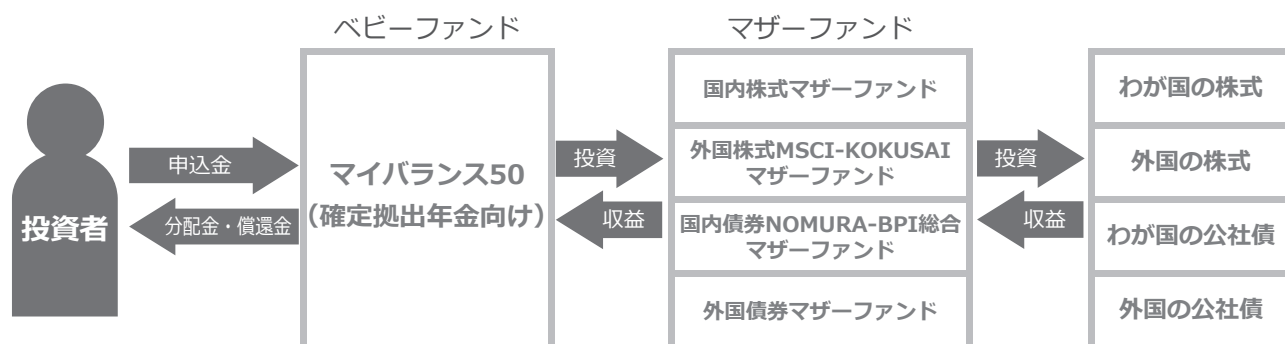 ベビーファンド
マザーファンド
投資者
申込金
分配金・償還金
マイバランス50
（確定拠出年金向け）
投資
収益
国内株式マザーファンド
外国株式MSCI-KOKUSAI
マザーファンド
国内債券NOMURA-BPI総合
マザーファンド
外国債券マザーファンド
投資
収益
わが国の株式
外国の株式
わが国の公社債
外国の公社債